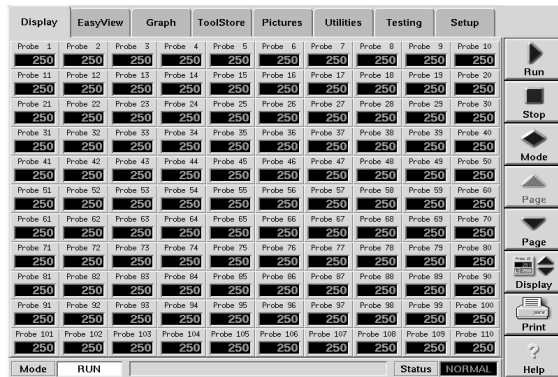 Display EasyView Graph ToolStore Pictures Utilities Testing Setup
Probe 1 Probe 2 Probe 3 Probe 4 Probe 5 Probe 6 Probe 7 Probe 8 Probe 9 Probe 10
250 250 250 250 250 250 250 250 250 250
Run
Probe 11 Probe 12 Probe 13 Probe 14 Probe 15 Probe 16 Probe 17 Probe 18 Probe 19 Probe 20
250 250 250 250 250 250 250 250 250 250
Probe 21 Probe 22 Probe 23 Probe 24 Probe 25 Probe 26 Probe 27 Probe 28 Probe 29 Probe 30
250 250 250 250 250 250 250 250 250 250
Stop
Probe 31 Probe 32 Probe 33 Probe 34 Probe 35 Probe 36 Probe 37 Probe 38 Probe 39 Probe 40
250 250 250 250 250 250 250 250 250 250
Mode
Probe 41 Probe 42 Probe 43 Probe 44 Probe 45 Probe 46 Probe 47 Probe 48 Probe 49 Probe 50
250 250 250 250 250 250 250 250 250 250
Probe 51 Probe 52 Probe 53 Probe 54 Probe 55 Probe 56 Probe 57 Probe 58 Probe 59 Probe 60
250 250 250 250 250 250 250 250 250 250
Page
Probe 61 Probe 62 Probe 63 Probe 64 Probe 65 Probe 66 Probe 67 Probe 68 Probe 69 Probe 70
250 250 250 250 250 250 250 250 250 250
Page
Probe 71 Probe 72 Probe 73 Probe 74 Probe 75 Probe 76 Probe 77 Probe 78 Probe 79 Probe 80
250 250 250 250 250 250 250 250 250 250
Probe 81 Probe 82 Probe 83 Probe 84 Probe 85 Probe 86 Probe 87 Probe 88 Probe 89 Probe 90
250 250 250 250 250 250 250 250 250 250
Display
Probe 91 Probe 92 Probe 93 Probe 94 Probe 95 Probe 96 Probe 97 Probe 98 Probe 99 Probe 100
250 250 250 250 250 250 250 250 250 250
Print
Probe 101 Probe 102 Probe 103 Probe 104 Probe 105 Probe 106 Probe 107 Probe 108 Probe 109 Probe 110
250 250 250 250 250 250 250 250 250 250
Mode RUN Status NORMAL
?
Help